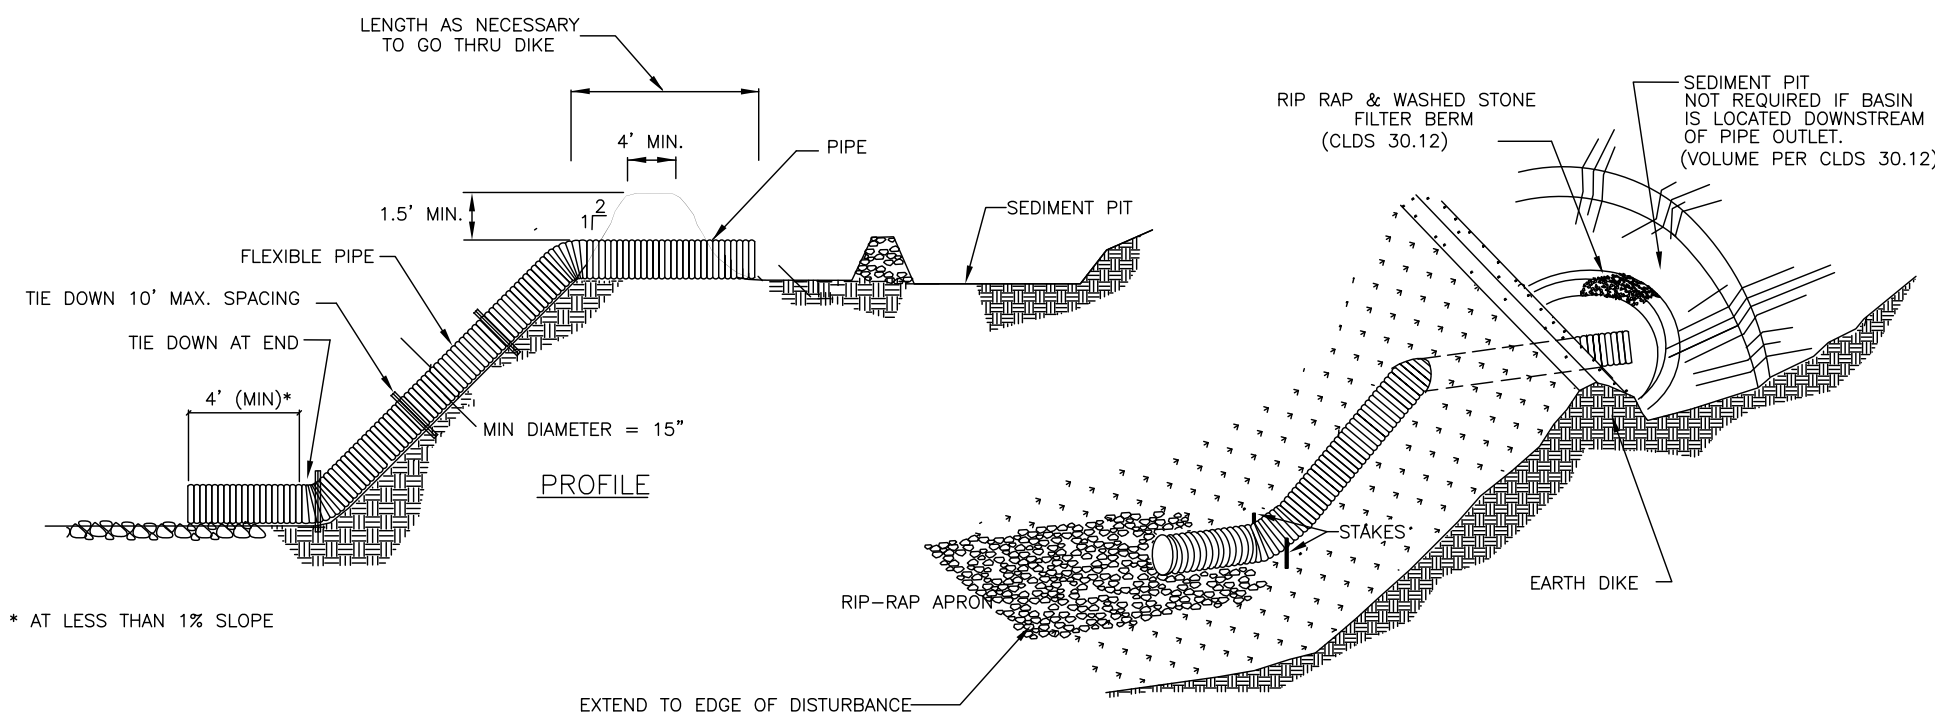 LENGTH AS NECESSARY
TO GO THRU DIKE
4' MIN.
PIPE
1.5' MIN.
2
1
SEDIMENT PIT
FLEXIBLE PIPE
TIE DOWN 10' MAX. SPACING
TIE DOWN AT END
4' (MIN)*
MIN DIAMETER = 15"
PROFILE
* AT LESS THAN 1% SLOPE
RIP RAP & WASHED STONE
FILTER BERM
(CLDS 30.12)
SEDIMENT PIT
NOT REQUIRED IF BASIN
IS LOCATED DOWNSTREAM
OF PIPE OUTLET.
(VOLUME PER CLDS 30.12)
STAKES
EARTH DIKE
RIP-RAP APRON
EXTEND TO EDGE OF DISTURBANCE